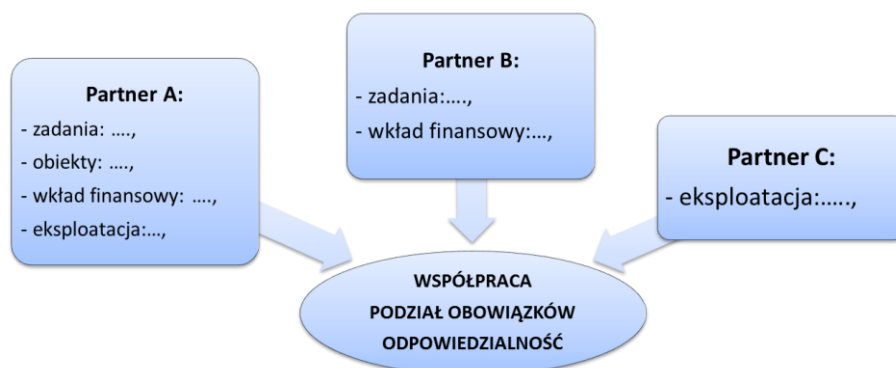 Partner A:
- zadania: ....,
- obiekty: ....,
- wkład finansowy: ....,
- eksploatacja:...,
Partner B:
- zadania:....,
- wkład finansowy:...,
Partner C:
- eksploatacja:.....,
WSPÓŁPRACA
PODZIAŁ OBOWIĄZKÓW
ODPOWIEDZIALNOŚĆ